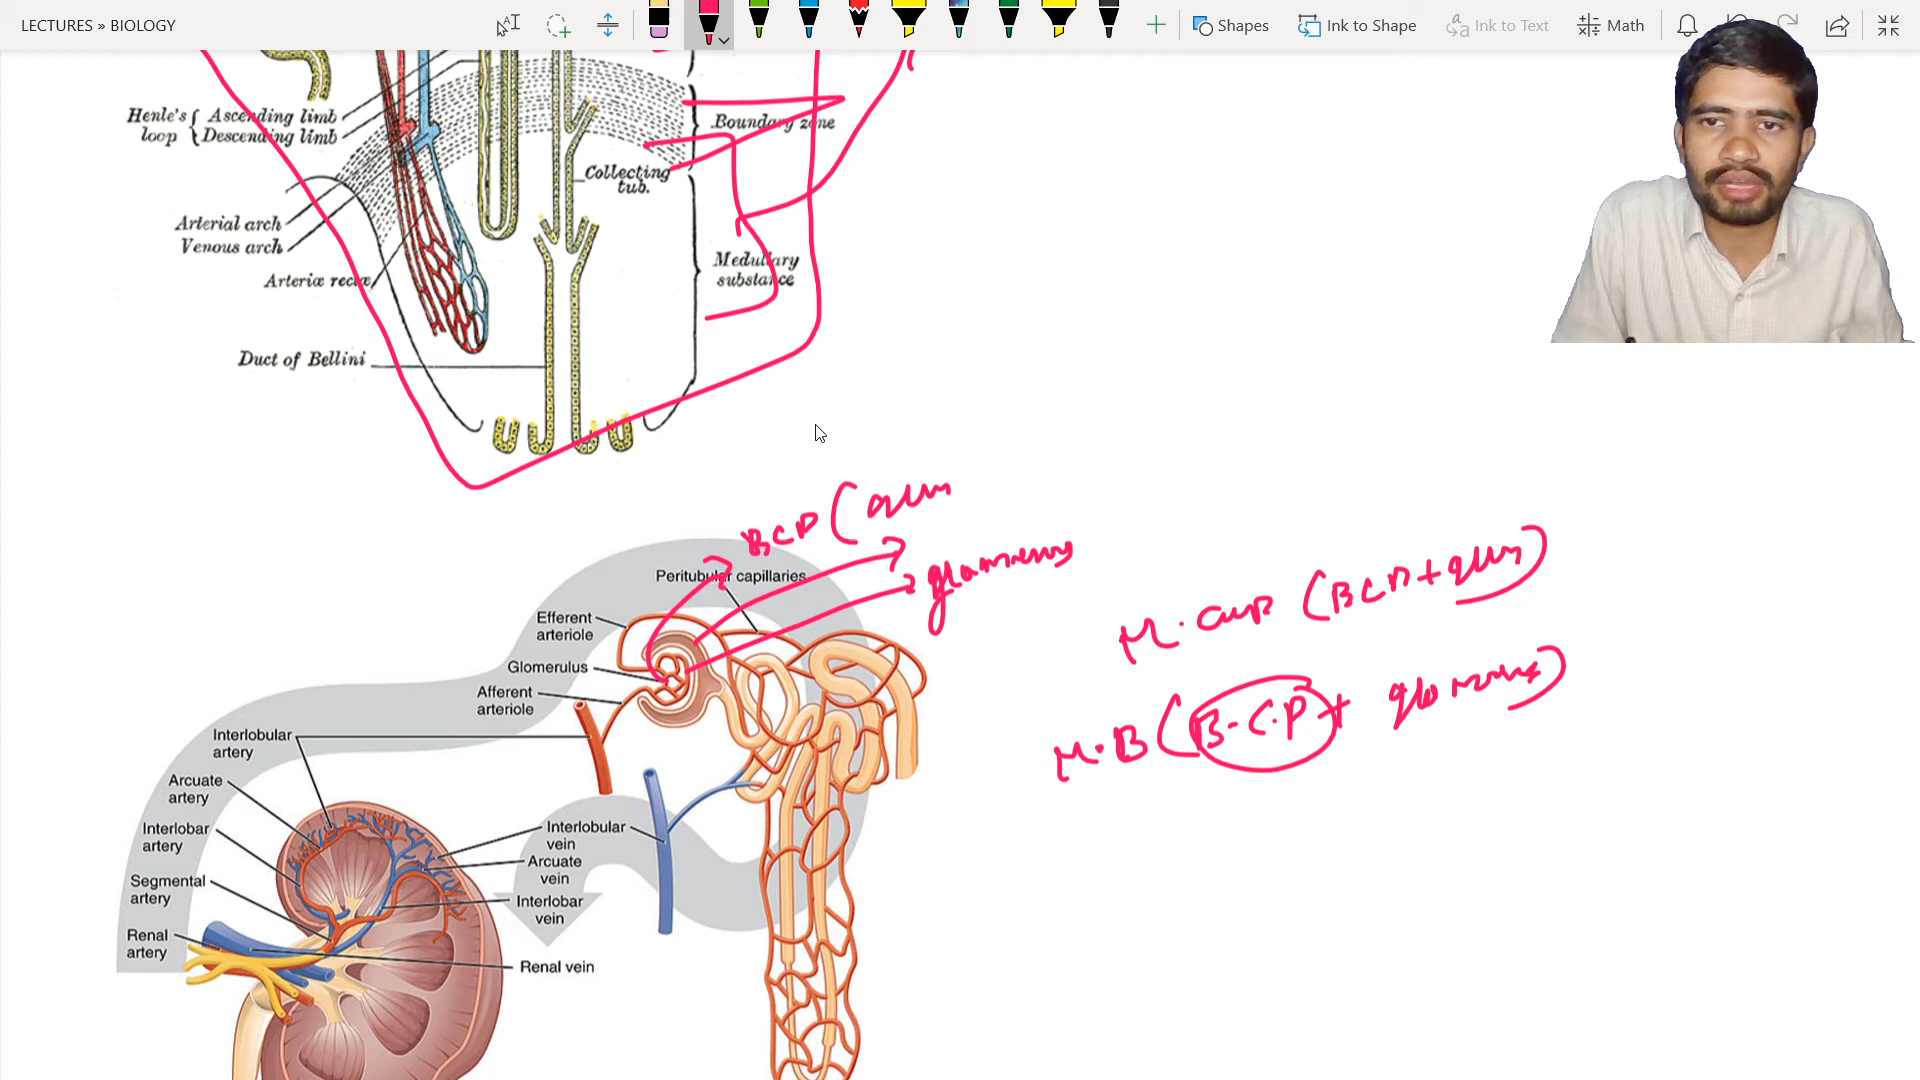 LECTURES » BIOLOGY
Shapes
Ink to Shape
Ink to Text
Math
Henle's loop { Ascending limb
Descending limb
Boundary zone
Collecting tub.
Arterial arch
Venous arch
Arteriæ rectæ
Medullary substance
Duct of Bellini
BCP (
Peritubular capillaries
Efferent arteriole
Glomerulus
Afferent arteriole
M. cup (BCP +
M.B (B.C.P +
Interlobular artery
Arcuate artery
Interlobar artery
Segmental artery
Renal artery
Interlobular vein
Arcuate vein
Interlobar vein
Renal vein